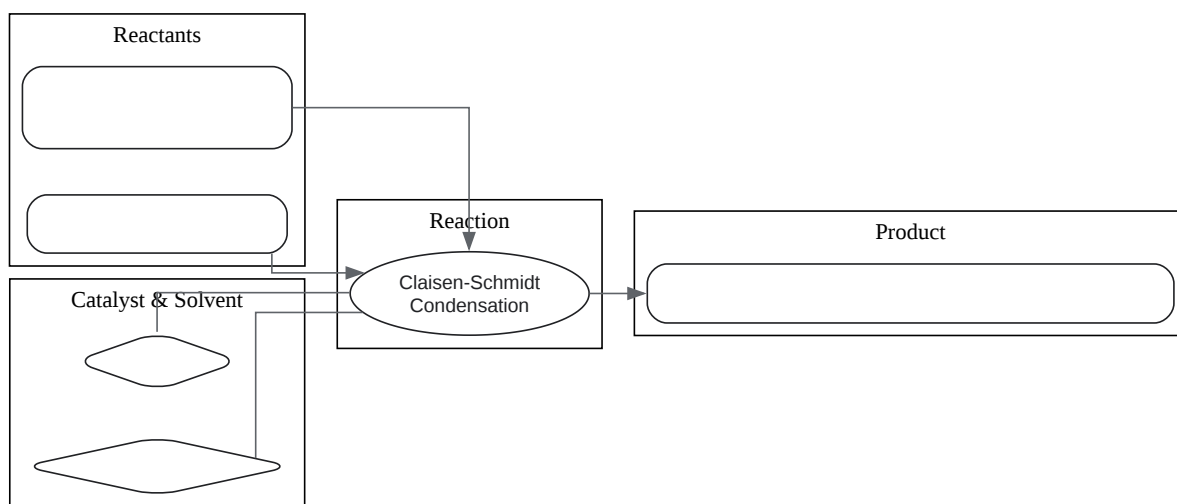 Reactants
Reaction
Claisen-Schmidt
Condensation
Product
Catalyst & Solvent